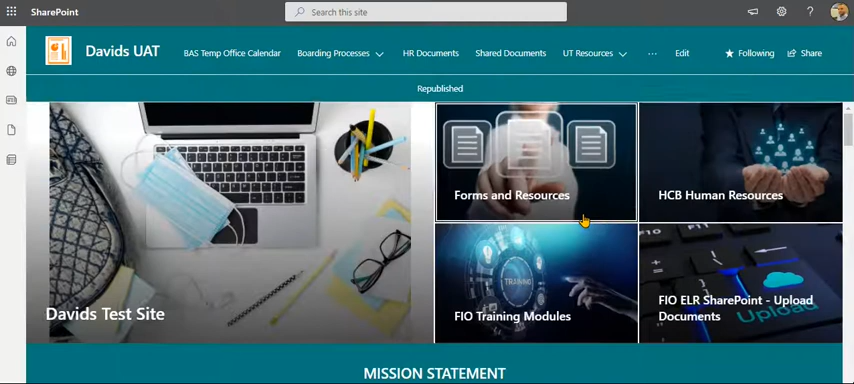 SharePoint
Search this site
Davids UAT
BAS Temp Office Calendar
Boarding Processes
HR Documents
Shared Documents
UT Resources
...
Edit
Following
Share
Republished
Forms and Resources
HCB Human Resources
Davids Test Site
TRAINING
FIO Training Modules
FIO ELR SharePoint - Upload
Documents
Upload
MISSION STATEMENT